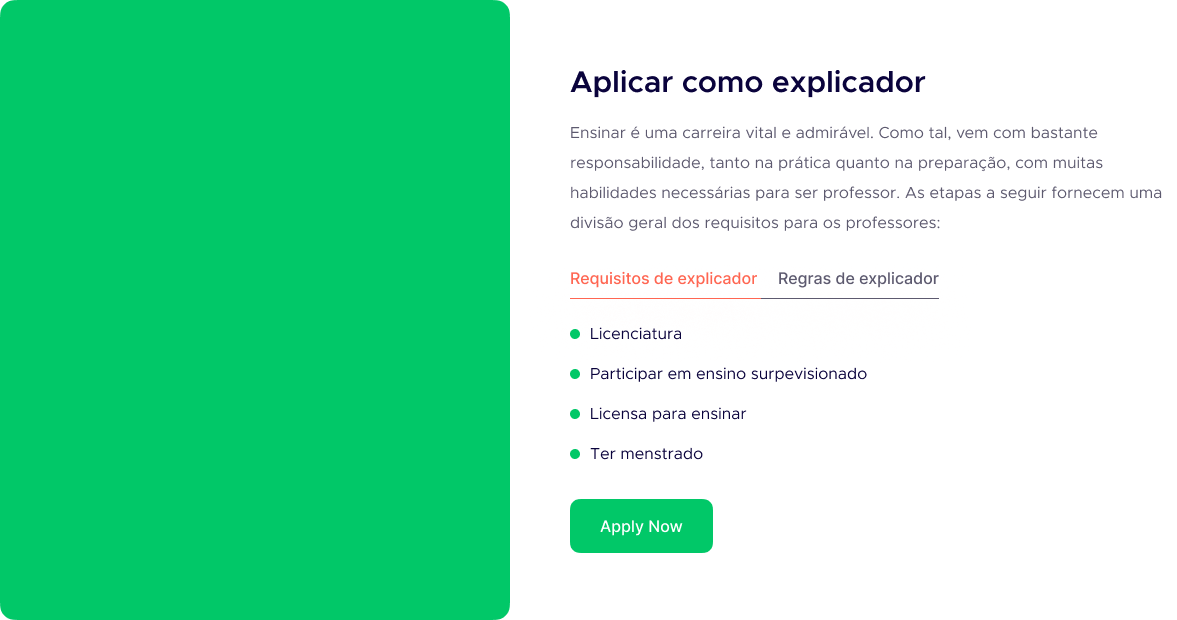 Aplicar como explicador
Ensinar é uma carreira vital e admirável. Como tal, vem com bastante
responsabilidade, tanto na prática quanto na preparação, com muitas
habilidades necessárias para ser professor. As etapas a seguir fornecem uma
divisão geral dos requisitos para os professores:
Requisitos de explicador Regras de explicador
Licenciatura
Participar em ensino surpevisionado
Licensa para ensinar
Ter menstrado
Apply Now